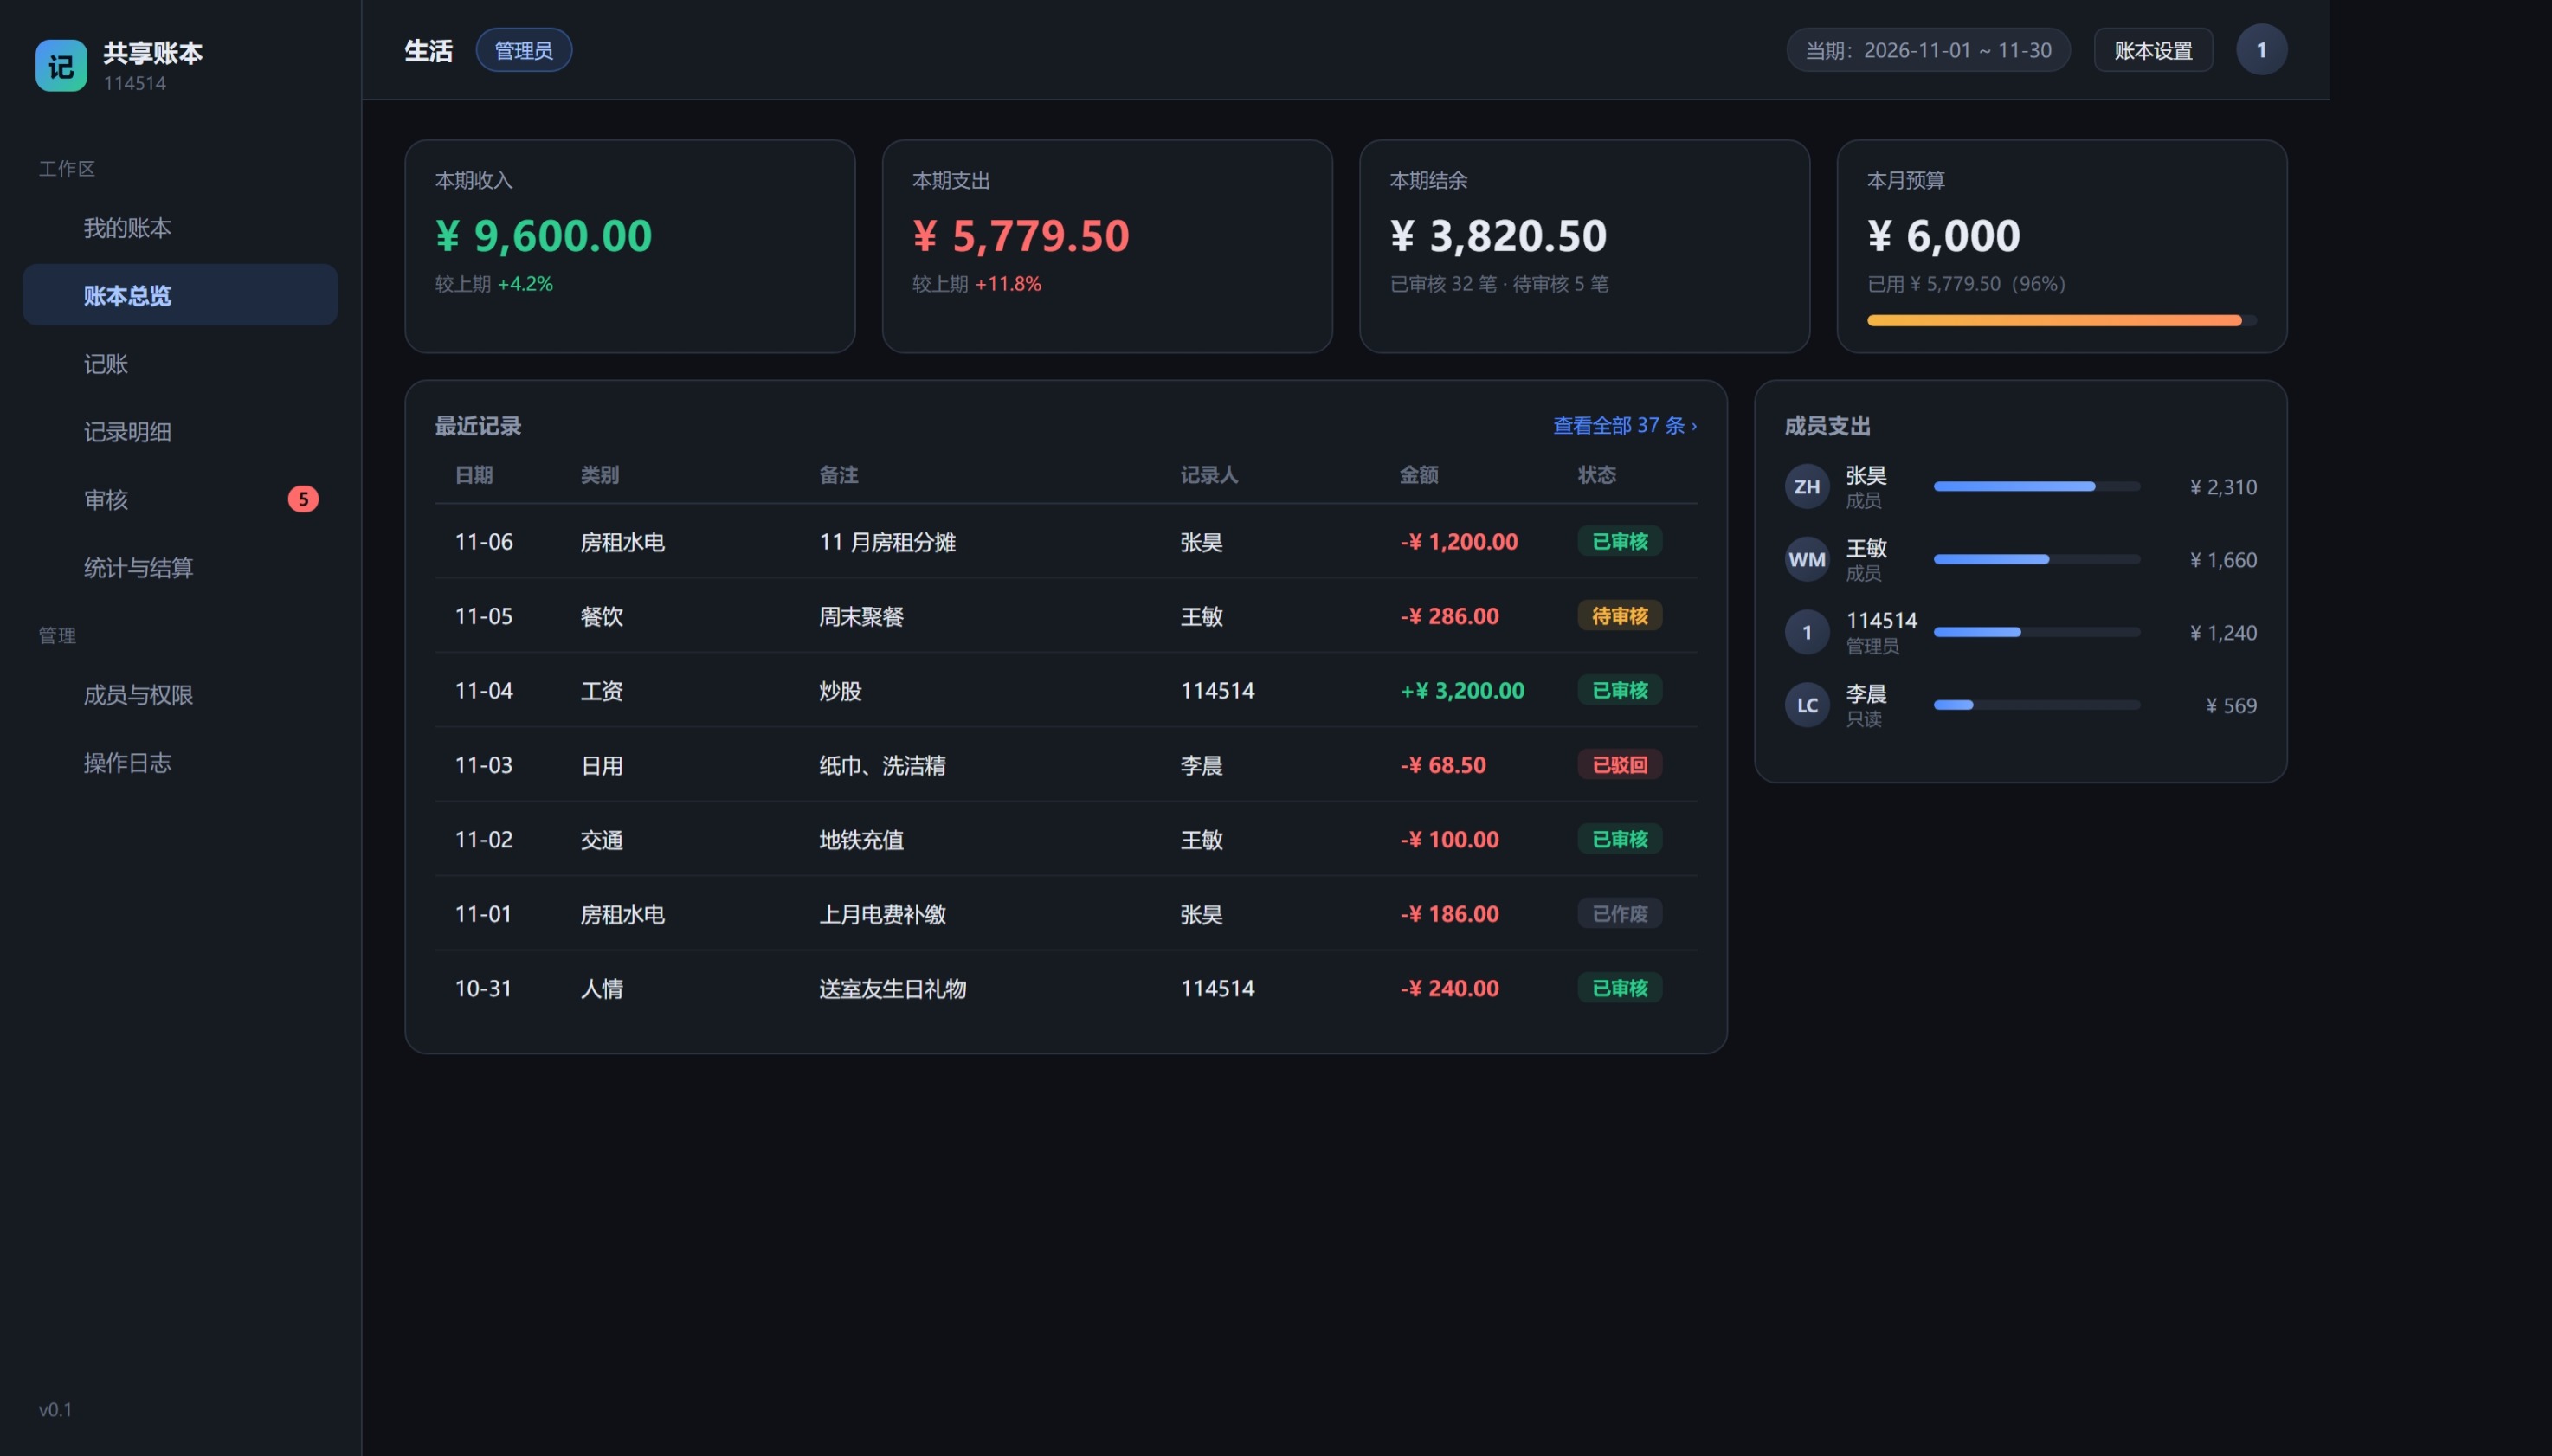 记
共享账本
114514
工作区
我的账本
账本总览
记账
记录明细
审核 5
统计与结算
管理
成员与权限
操作日志
v0.1
生活 管理员 当期：2026-11-01 ~ 11-30 账本设置 1
本期收入
¥ 9,600.00
较上期 +4.2%
本期支出
¥ 5,779.50
较上期 +11.8%
本期结余
¥ 3,820.50
已审核 32 笔 · 待审核 5 笔
本月预算
¥ 6,000
已用 ¥ 5,779.50（96%）
最近记录 查看全部 37 条 ›
日期 类别 备注 记录人 金额 状态
11-06 房租水电 11 月房租分摊 张昊 -¥ 1,200.00 已审核
11-05 餐饮 周末聚餐 王敏 -¥ 286.00 待审核
11-04 工资 炒股 114514 +¥ 3,200.00 已审核
11-03 日用 纸巾、洗洁精 李晨 -¥ 68.50 已驳回
11-02 交通 地铁充值 王敏 -¥ 100.00 已审核
11-01 房租水电 上月电费补缴 张昊 -¥ 186.00 已作废
10-31 人情 送室友生日礼物 114514 -¥ 240.00 已审核
成员支出
ZH 张昊 ¥ 2,310
成员
WM 王敏 ¥ 1,660
成员
1 114514 ¥ 1,240
管理员
LC 李晨 ¥ 569
只读